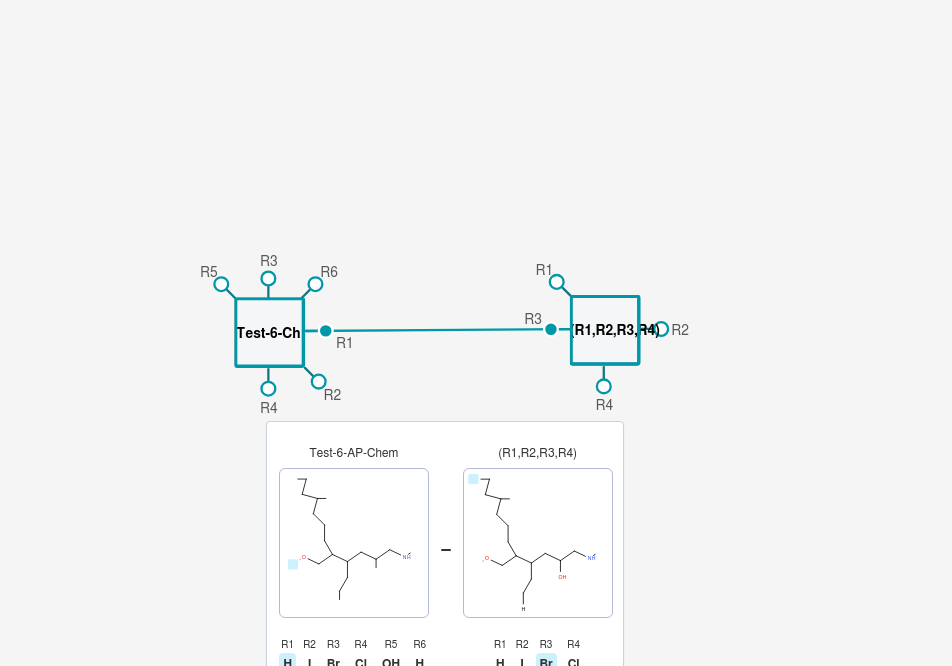 R3
R5
R6
R1
Test-6-Ch
R1
R3
(R1,R2,R3,R4)
R2
R2
R4
R4
Test-6-AP-Chem
(R1,R2,R3,R4)
O
NH
–
O
OH
NH
H
R1 R2 R3 R4 R5 R6
R1 R2 R3 R4
H I Br Cl OH H
H I Br Cl